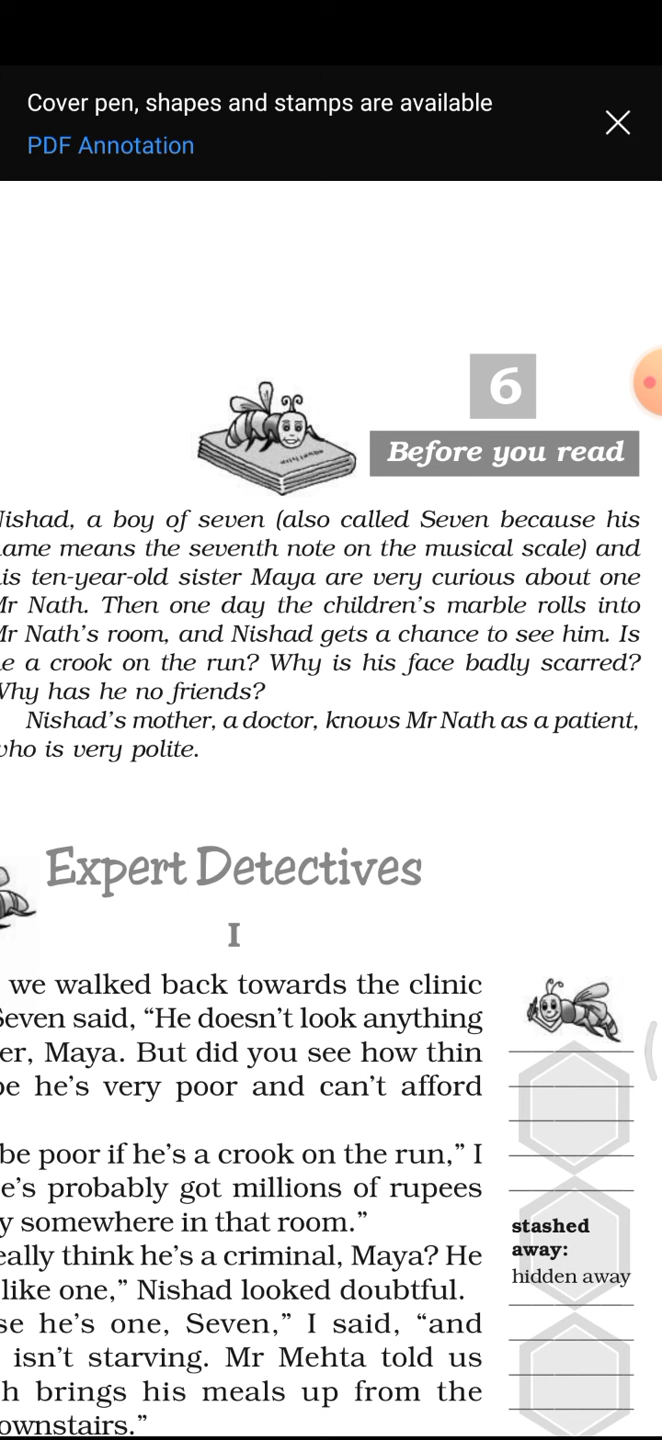 Cover pen, shapes and stamps are available
PDF Annotation
6
Before you read
Nishad, a boy of seven (also called Seven because his
ame means the seventh note on the musical scale) and
is ten-year-old sister Maya are very curious about one
Mr Nath. Then one day the children's marble rolls into
Mr Nath's room, and Nishad gets a chance to see him. Is
e a crook on the run? Why is his face badly scarred?
Why has he no friends?
Nishad's mother, a doctor, knows Mr Nath as a patient,
who is very polite.
Expert Detectives
I
we walked back towards the clinic
Seven said, “He doesn't look anything
er, Maya. But did you see how thin
be he's very poor and can't afford
be poor if he's a crook on the run,” I
e's probably got millions of rupees
y somewhere in that room.”
eally think he's a criminal, Maya? He
like one,” Nishad looked doubtful.
se he's one, Seven,” I said, “and
isn't starving. Mr Mehta told us
h brings his meals up from the
ownstairs.”
stashed
away:
hidden away